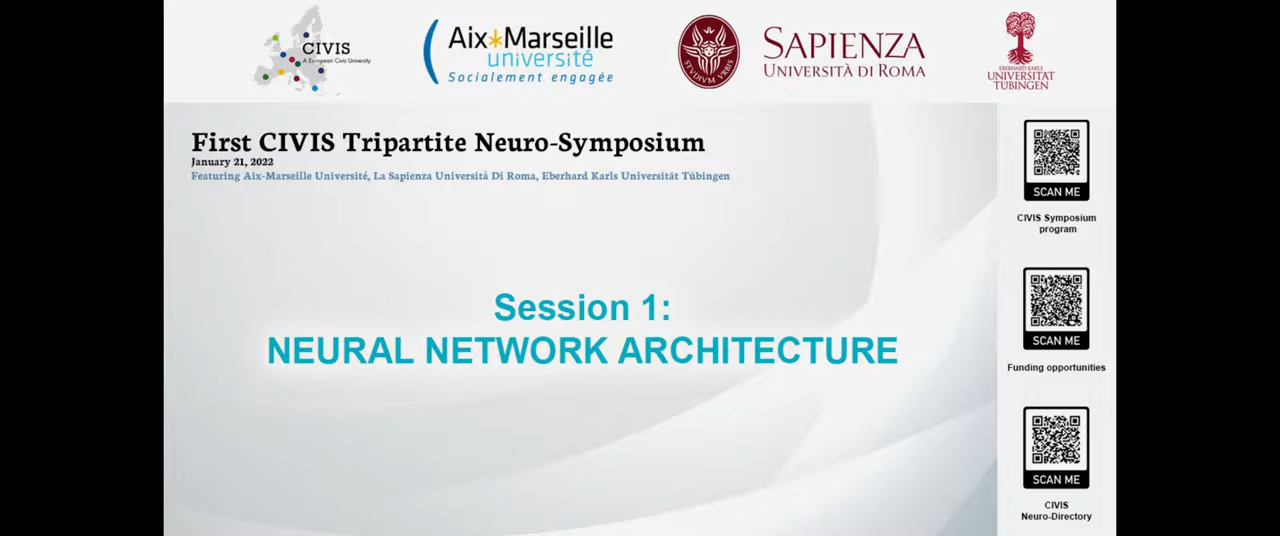 CIVIS
A European Civic University
Aix*Marseille
université
Socialement engagée
STVDIVM VRBIS
SAPIENZA
UNIVERSITÀ DI ROMA
EBERHARD KARLS
UNIVERSITÄT
TÜBINGEN
First CIVIS Tripartite Neuro-Symposium
January 21, 2022
Featuring Aix-Marseille Université, La Sapienza Università Di Roma, Eberhard Karls Universität Tübingen
Session 1:
NEURAL NETWORK ARCHITECTURE
SCAN ME
CIVIS Symposium
program
SCAN ME
Funding opportunities
SCAN ME
CIVIS
Neuro-Directory